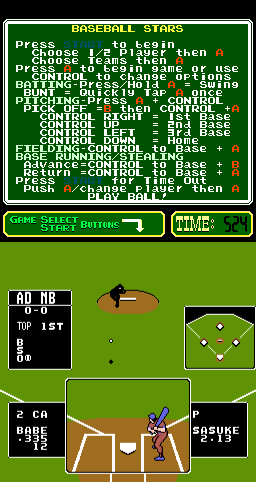 BASEBALL STARS
Press START to begin
Choose 1/2 Player then A
Choose Teams then A
Press A to begin game or use
CONTROL to change options
BATTING-Press/Hold A = Swing
BUNT = Quickly Tap A once
PITCHING-Press A + CONTROL
PICK OFF =B then CONTROL +A
CONTROL RIGHT = 1st Base
CONTROL UP = 2nd Base
CONTROL LEFT = 3rd Base
CONTROL DOWN = Home
FIELDING-CONTROL to Base + A
BASE RUNNING/STEALING
Advance=CONTROL to Base + B
Return =CONTROL to Base + A
Press START for Time Out
Push A/change player then A
PLAY BALL!
GAME SELECT
START BUTTONS
TIME: 524
AD NB
0-0
TOP 1ST
B
S
O
2 CA
BABE
.335
12
P
SASUKE
2.13